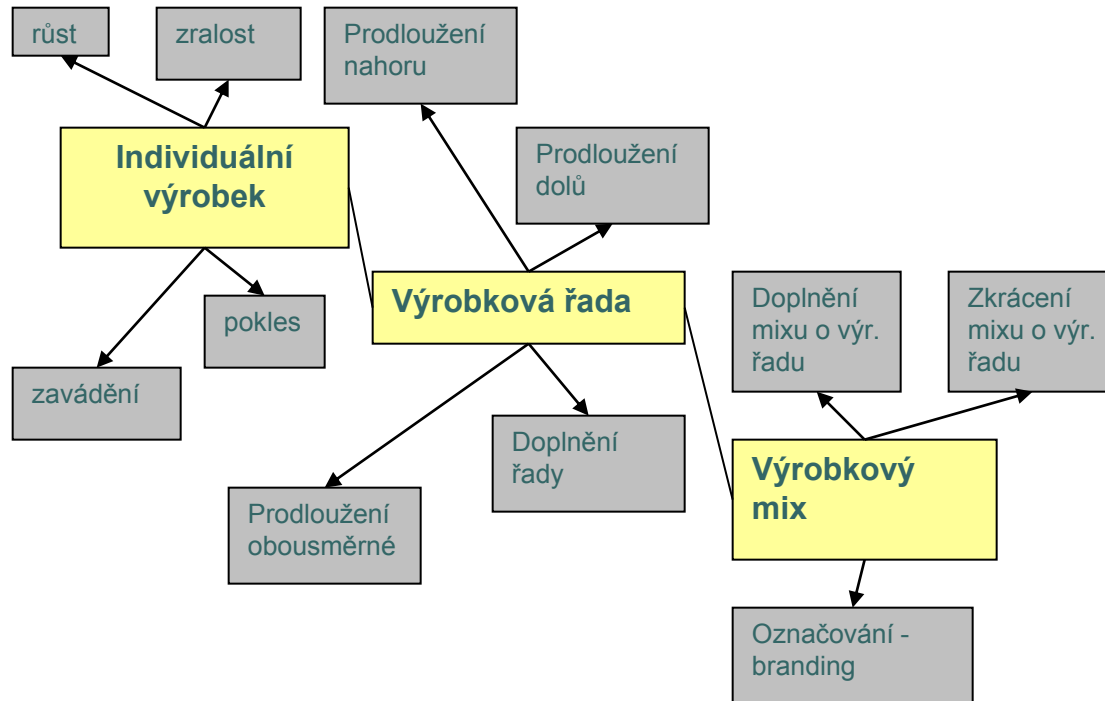 růst
zralost
Prodloužení
nahoru
Individuální
výrobek
Prodloužení
dolů
pokles
zavádění
Výrobková řada
Doplnění
mixu o výr.
řadu
Zkrácení
mixu o výr.
řadu
Doplnění
řady
Prodloužení
obousměrné
Výrobkový
mix
Označování -
branding